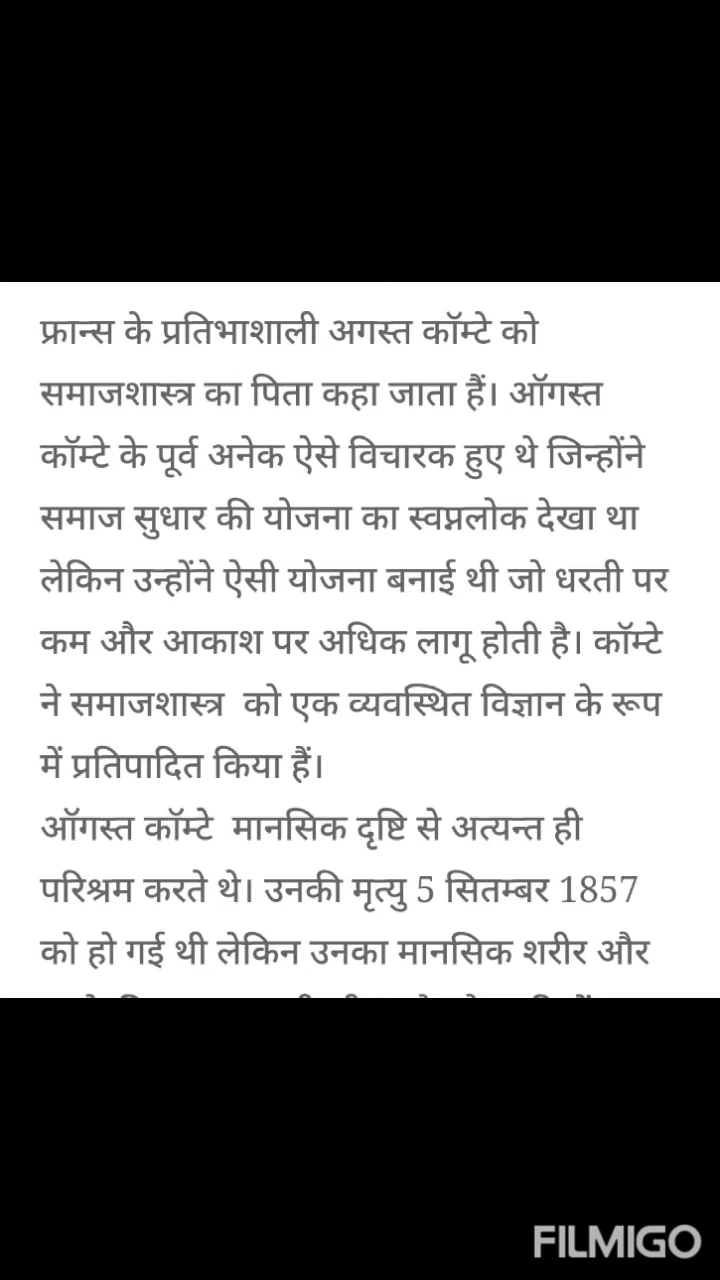 फ्रान्स के प्रतिभाशाली अगस्त कॉम्टे को
समाजशास्त्र का पिता कहा जाता हैं। ऑगस्त
कॉम्टे के पूर्व अनेक ऐसे विचारक हुए थे जिन्होंने
समाज सुधार की योजना का स्वप्नलोक देखा था
लेकिन उन्होंने ऐसी योजना बनाई थी जो धरती पर
कम और आकाश पर अधिक लागू होती है। कॉम्टे
ने समाजशास्त्र को एक व्यवस्थित विज्ञान के रूप
में प्रतिपादित किया हैं।
ऑगस्त कॉम्टे मानसिक दृष्टि से अत्यन्त ही
परिश्रम करते थे। उनकी मृत्यु 5 सितम्बर 1857
को हो गई थी लेकिन उनका मानसिक शरीर और
FILMIGO